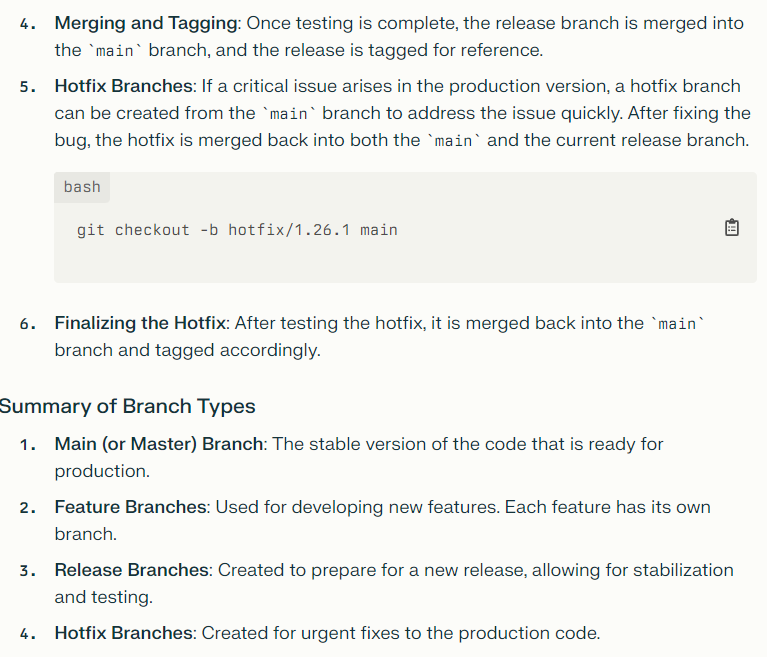 4. Merging and Tagging: Once testing is complete, the release branch is merged into
the `main` branch, and the release is tagged for reference.
5. Hotfix Branches: If a critical issue arises in the production version, a hotfix branch
can be created from the `main` branch to address the issue quickly. After fixing the
bug, the hotfix is merged back into both the `main` and the current release branch.
bash
git checkout -b hotfix/1.26.1 main
6. Finalizing the Hotfix: After testing the hotfix, it is merged back into the `main`
branch and tagged accordingly.
Summary of Branch Types
1. Main (or Master) Branch: The stable version of the code that is ready for
production.
2. Feature Branches: Used for developing new features. Each feature has its own
branch.
3. Release Branches: Created to prepare for a new release, allowing for stabilization
and testing.
4. Hotfix Branches: Created for urgent fixes to the production code.